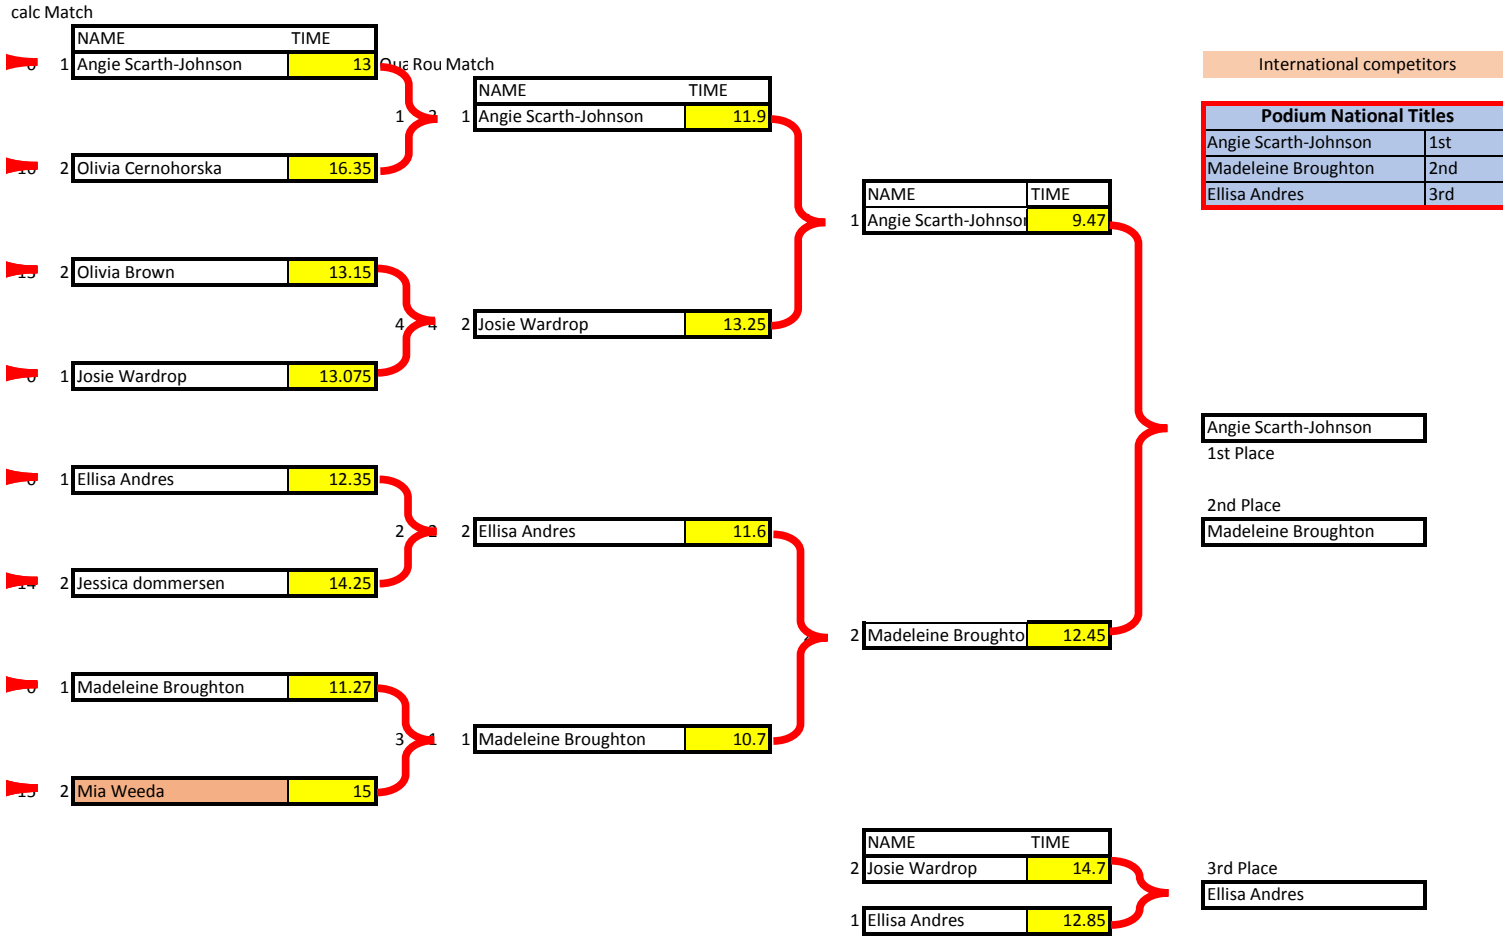 calc Match
NAME TIME
1 Angie Scarth-Johnson 13
Rou Match
International competitors
NAME TIME
1 1 Angie Scarth-Johnson 11.9
Podium National Titles
Angie Scarth-Johnson 1st
2 Olivia Cernohorska 16.35
Madeleine Broughton 2nd
NAME TIME
Ellisa Andres 3rd
1 Angie Scarth-Johnson 9.47
2 Olivia Brown 13.15
4 4 2 Josie Wardrop 13.25
1 Josie Wardrop 13.075
Angie Scarth-Johnson
1st Place
1 Ellisa Andres 12.35
2nd Place
2 2 Ellisa Andres 11.6
Madeleine Broughton
2 Jessica dommersen 14.25
2 Madeleine Broughto 12.45
1 Madeleine Broughton 11.27
3 1 1 Madeleine Broughton 10.7
2 Mia Weeda 15
NAME TIME
2 Josie Wardrop 14.7
3rd Place
Ellisa Andres
1 Ellisa Andres 12.85